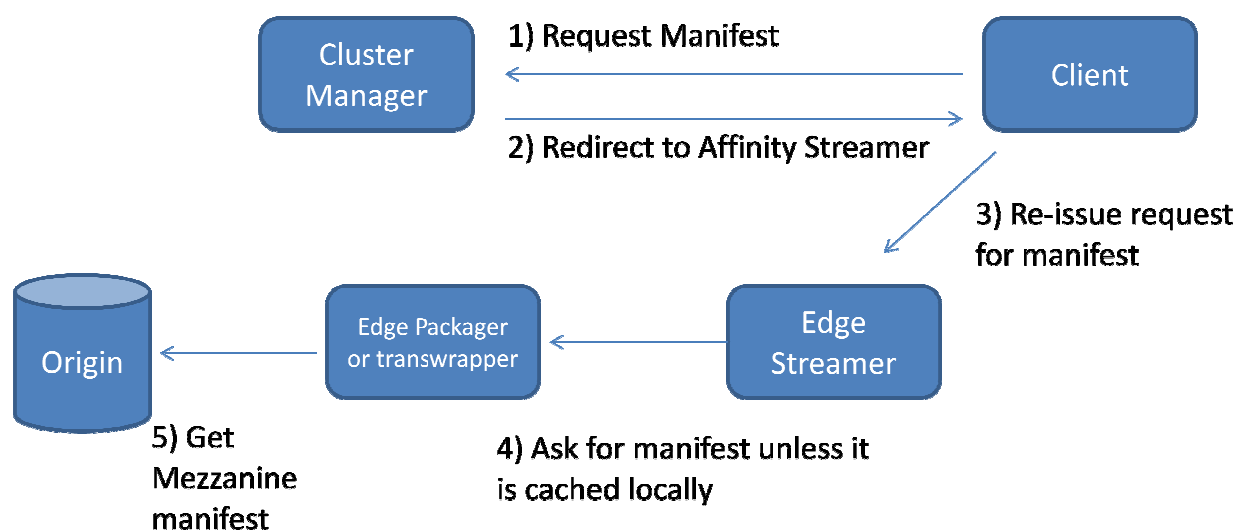 1) Request Manifest
Cluster
Manager
Client
2) Redirect to Affinity Streamer
3) Re-issue request
for manifest
Origin
Edge Packager
or transwrapper
Edge
Streamer
5) Get
Mezzanine
manifest
4) Ask for manifest unless it
is cached locally